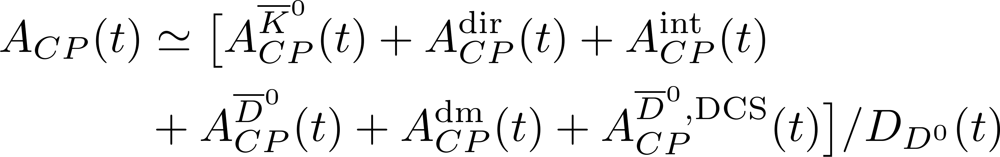 $A_{CP}(t) \simeq \big[ A_{CP}^{\overline{K}^0}(t) + A_{CP}^{\mathrm{dir}}(t) + A_{CP}^{\mathrm{int}}(t)$
$+ A_{CP}^{\overline{D}^0}(t) + A_{CP}^{\mathrm{dm}}(t) + A_{CP}^{\overline{D}^0,\mathrm{DCS}}(t) \big] / D_{D^0}(t)$